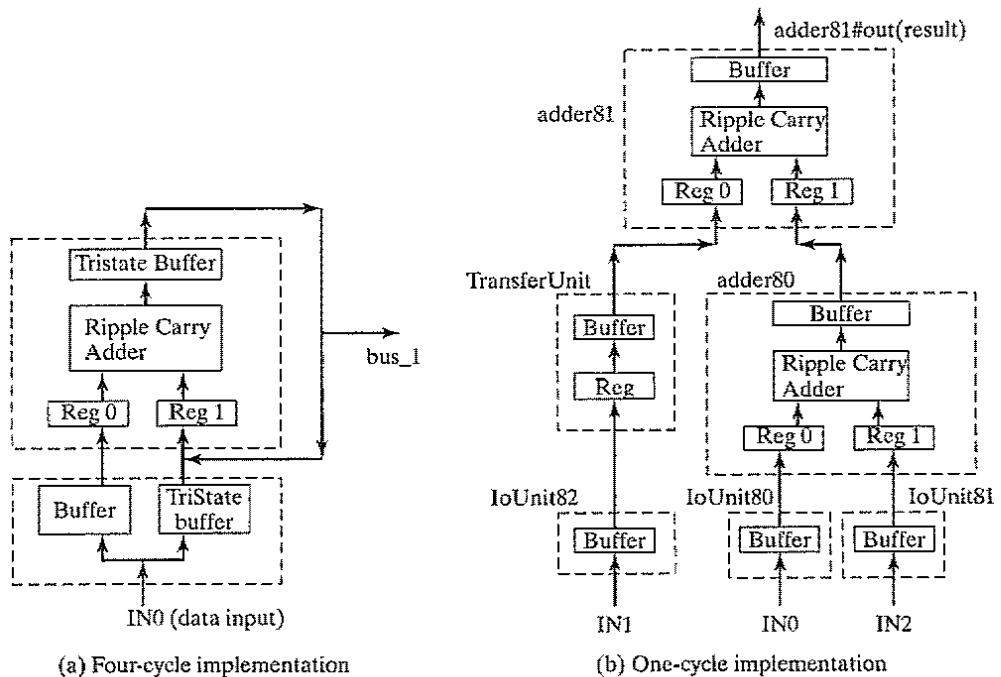 Tristate Buffer
Ripple Carry
Adder
bus_1
Reg 0
Reg 1
Buffer
TriState
buffer
IN0 (data input)
(a) Four-cycle implementation
adder81#out(result)
Buffer
adder81
Ripple Carry
Adder
Reg 0
Reg 1
TransferUnit
adder80
Buffer
Buffer
Reg
Ripple Carry
Adder
Reg 0
Reg 1
IoUnit82
IoUnit80
IoUnit81
Buffer
Buffer
Buffer
IN1
IN0
IN2
(b) One-cycle implementation